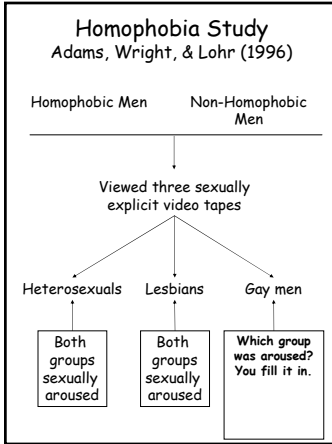 Homophobia Study
Adams, Wright, & Lohr (1996)
Homophobic Men
Non-Homophobic
Men
Viewed three sexually
explicit video tapes
Heterosexuals
Lesbians
Gay men
Both
groups
sexually
aroused
Both
groups
sexually
aroused
Which group
was aroused?
You fill it in.